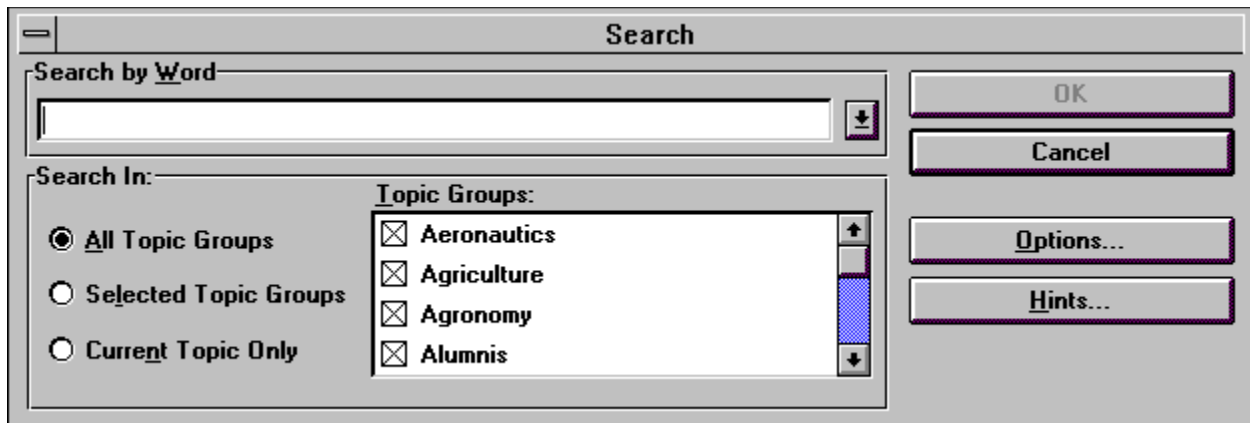 Search
Search by Word
OK
Cancel
Search In:
Topic Groups:
All Topic Groups
Selected Topic Groups
Current Topic Only
Aeronautics
Agriculture
Agronomy
Alumnis
Options...
Hints...